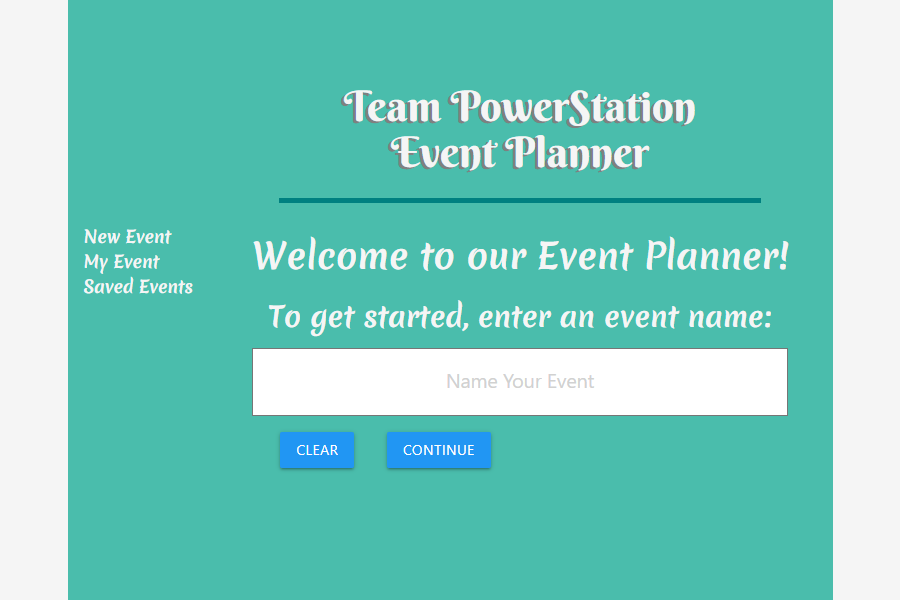 Team PowerStation
Event Planner
New Event
My Event
Saved Events
Welcome to our Event Planner!
To get started, enter an event name:
Name Your Event
CLEAR
CONTINUE